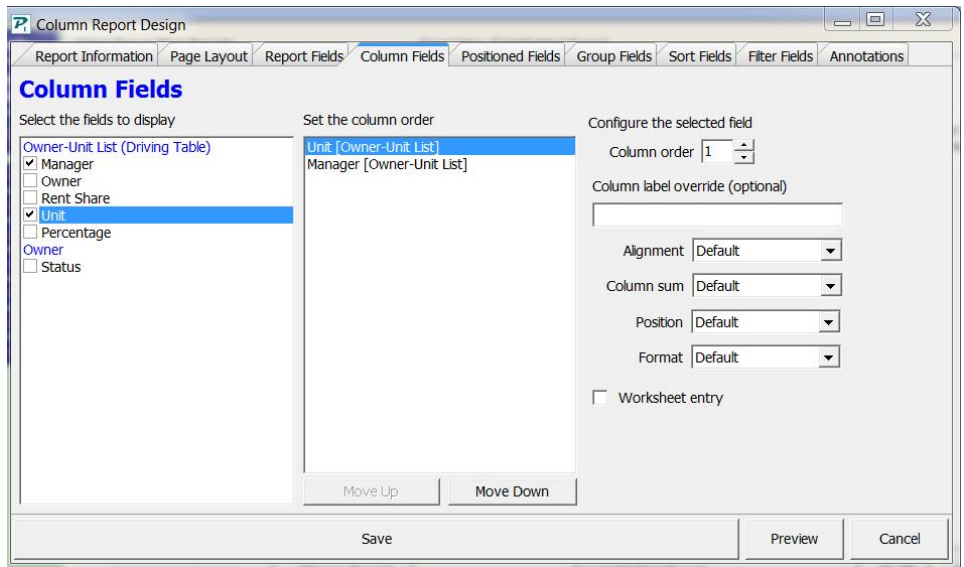 Column Report Design
Report Information Page Layout Report Fields Column Fields Positioned Fields Group Fields Sort Fields Filter Fields Annotations
Column Fields
Select the fields to display
Owner-Unit List (Driving Table)
Manager
Owner
Rent Share
Unit
Percentage
Owner
Status
Set the column order
Unit [Owner-Unit List]
Manager [Owner-Unit List]
Move Up Move Down
Configure the selected field
Column order 1
Column label override (optional)
Alignment Default
Column sum Default
Position Default
Format Default
Worksheet entry
Save Preview Cancel